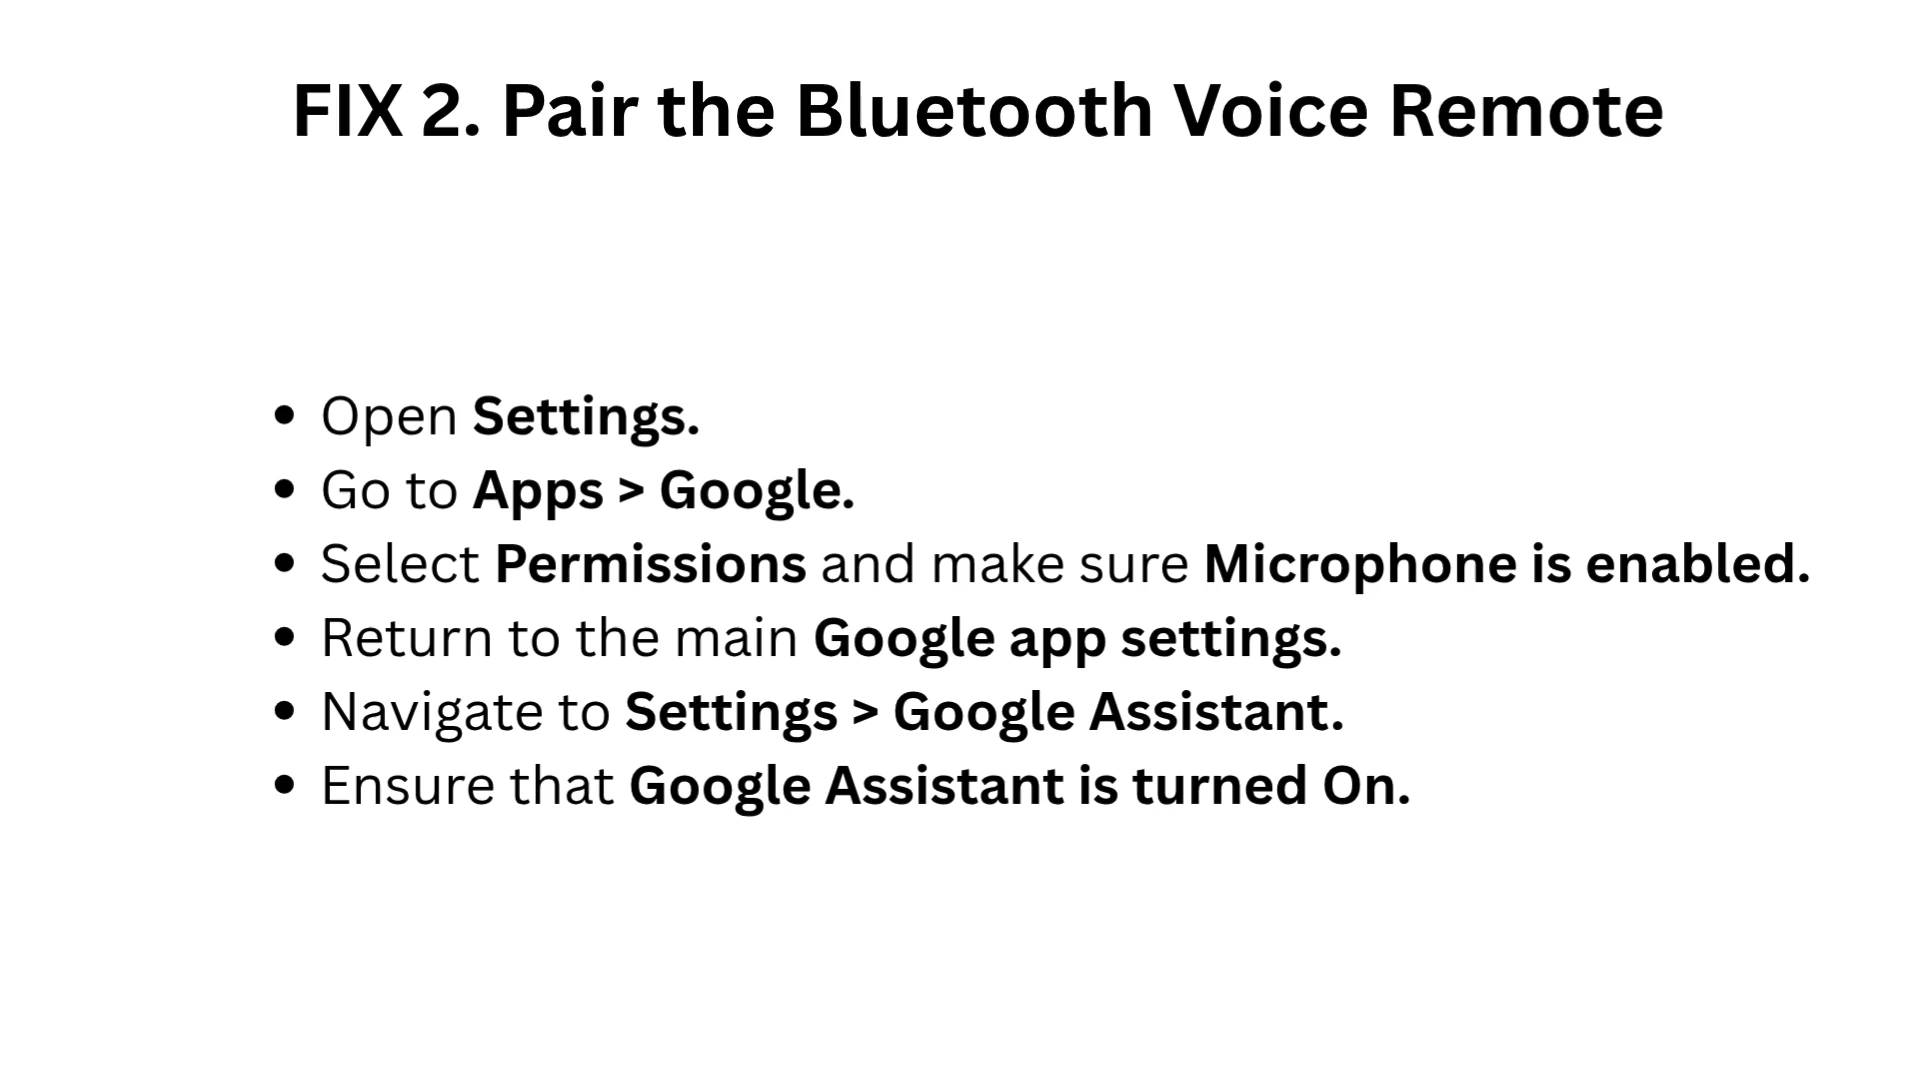 FIX 2. Pair the Bluetooth Voice Remote
• Open Settings.
• Go to Apps > Google.
• Select Permissions and make sure Microphone is enabled.
• Return to the main Google app settings.
• Navigate to Settings > Google Assistant.
• Ensure that Google Assistant is turned On.